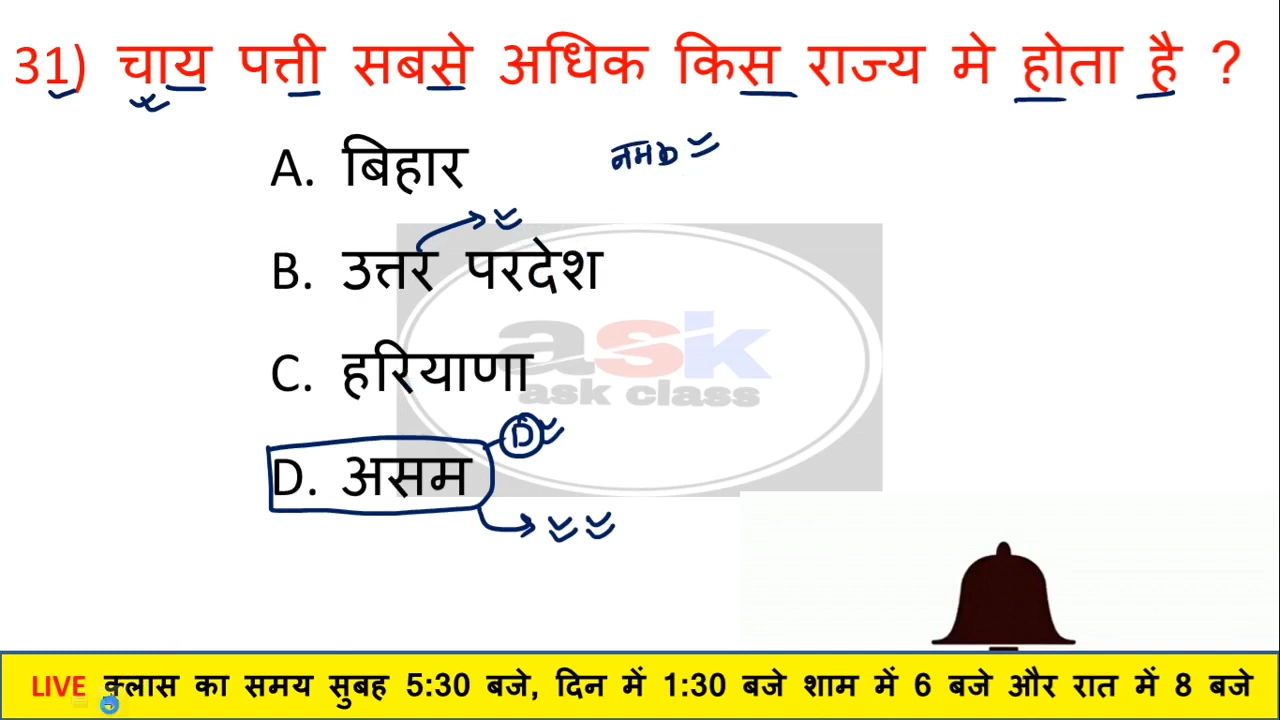 31) चाय पत्ती सबसे अधिक किस राज्य मे होता है ?
A. बिहार
B. उत्तर परदेश
C. हरियाणा
D
D. असम
ask
ask class
LIVE क्लास का समय सुबह 5:30 बजे, दिन में 1:30 बजे शाम में 6 बजे और रात में 8 बजे